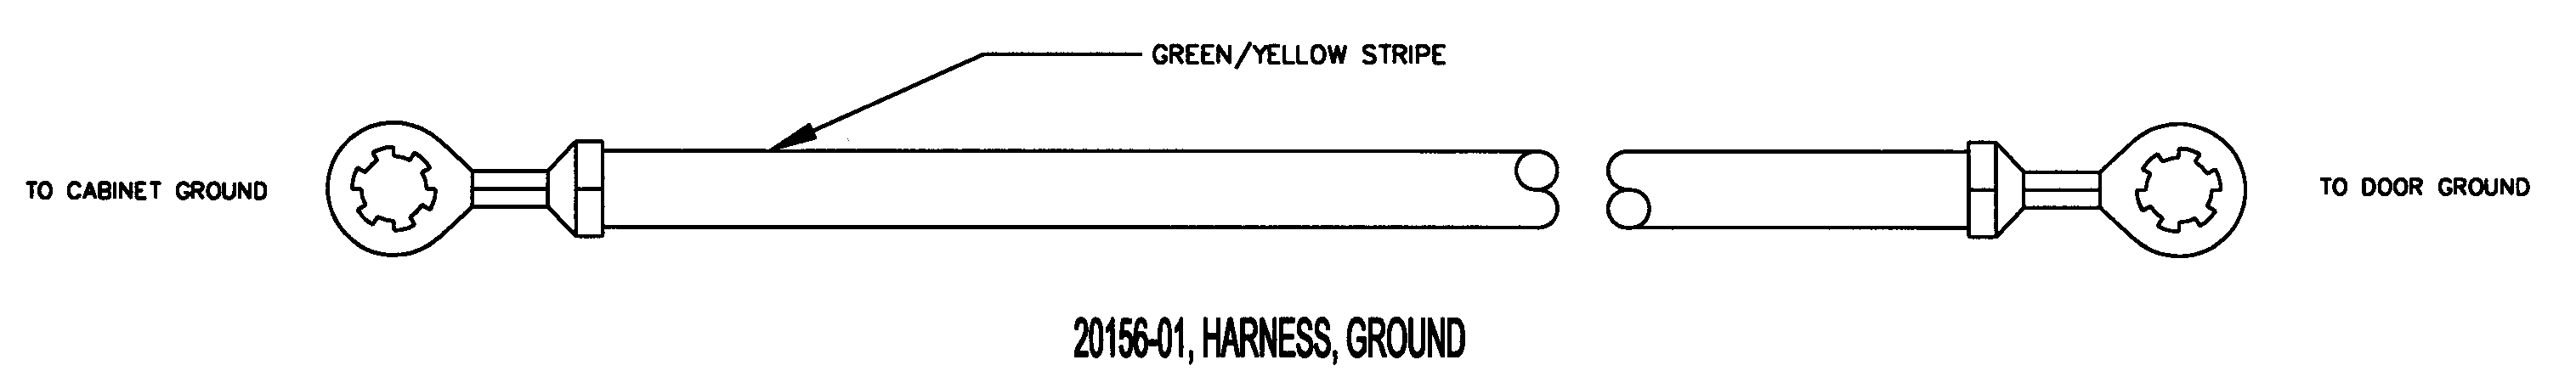 GREEN/YELLOW STRIPE
TO CABINET GROUND
TO DOOR GROUND
20156-01, HARNESS, GROUND